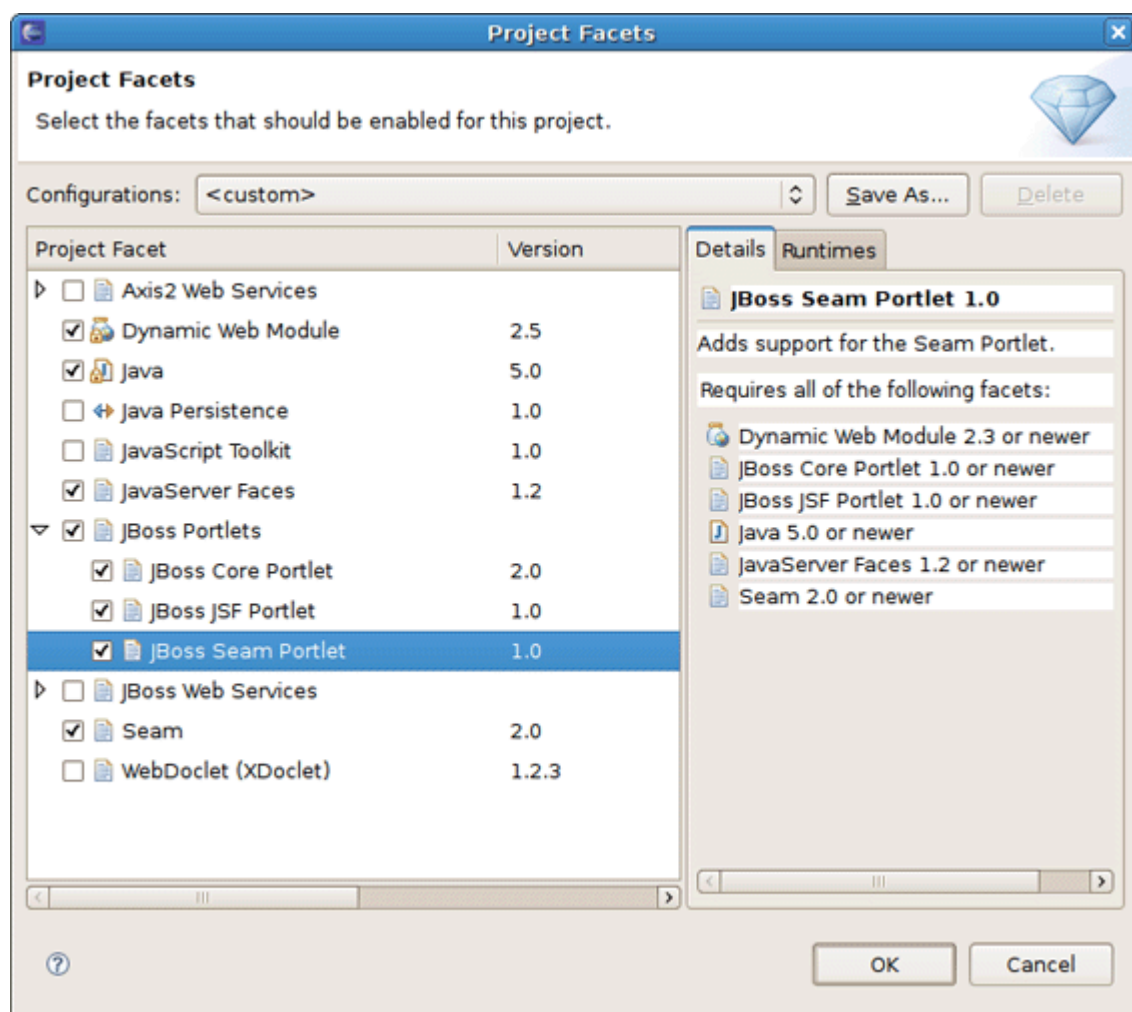 Project Facets
Project Facets
Select the facets that should be enabled for this project.
Configurations: <custom> Save As... Delete
Project Facet Version
Axis2 Web Services
Dynamic Web Module 2.5
Java 5.0
Java Persistence 1.0
JavaScript Toolkit 1.0
JavaServer Faces 1.2
JBoss Portlets
JBoss Core Portlet 2.0
JBoss JSF Portlet 1.0
JBoss Seam Portlet 1.0
JBoss Web Services
Seam 2.0
WebDoclet (XDoclet) 1.2.3
Details Runtimes
JBoss Seam Portlet 1.0
Adds support for the Seam Portlet.
Requires all of the following facets:
Dynamic Web Module 2.3 or newer
JBoss Core Portlet 1.0 or newer
JBoss JSF Portlet 1.0 or newer
Java 5.0 or newer
JavaServer Faces 1.2 or newer
Seam 2.0 or newer
OK Cancel